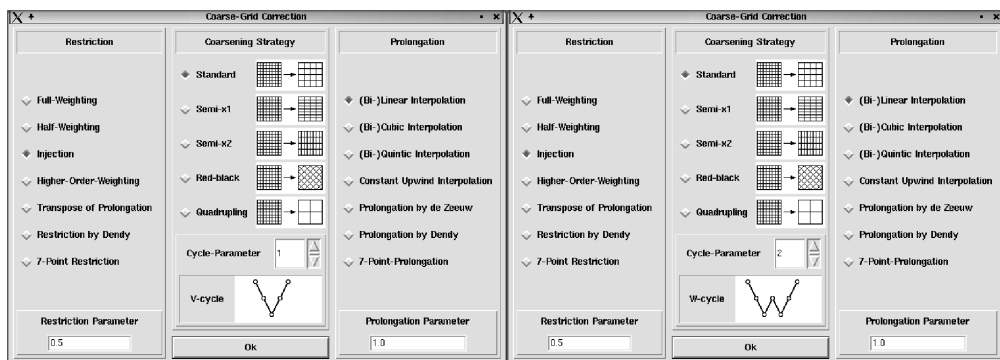 Coarse-Grid Correction
Restriction
Full-Weighting
Half-Weighting
Injection
Higher-Order-Weighting
Transpose of Prolongation
Restriction by Dendy
7-Point Restriction
Restriction Parameter
0.5
Coarsening Strategy
Standard
Semi-x1
Semi-x2
Red-black
Quadrupling
Cycle-Parameter
1
V-cycle
Ok
Prolongation
(Bi-)Linear Interpolation
(Bi-)Cubic Interpolation
(Bi-)Quintic Interpolation
Constant Upwind Interpolation
Prolongation by de Zeeuw
Prolongation by Dendy
7-Point-Prolongation
Prolongation Parameter
1.0
Coarse-Grid Correction
Restriction
Full-Weighting
Half-Weighting
Injection
Higher-Order-Weighting
Transpose of Prolongation
Restriction by Dendy
7-Point Restriction
Restriction Parameter
0.5
Coarsening Strategy
Standard
Semi-x1
Semi-x2
Red-black
Quadrupling
Cycle-Parameter
2
W-cycle
Ok
Prolongation
(Bi-)Linear Interpolation
(Bi-)Cubic Interpolation
(Bi-)Quintic Interpolation
Constant Upwind Interpolation
Prolongation by de Zeeuw
Prolongation by Dendy
7-Point-Prolongation
Prolongation Parameter
1.0